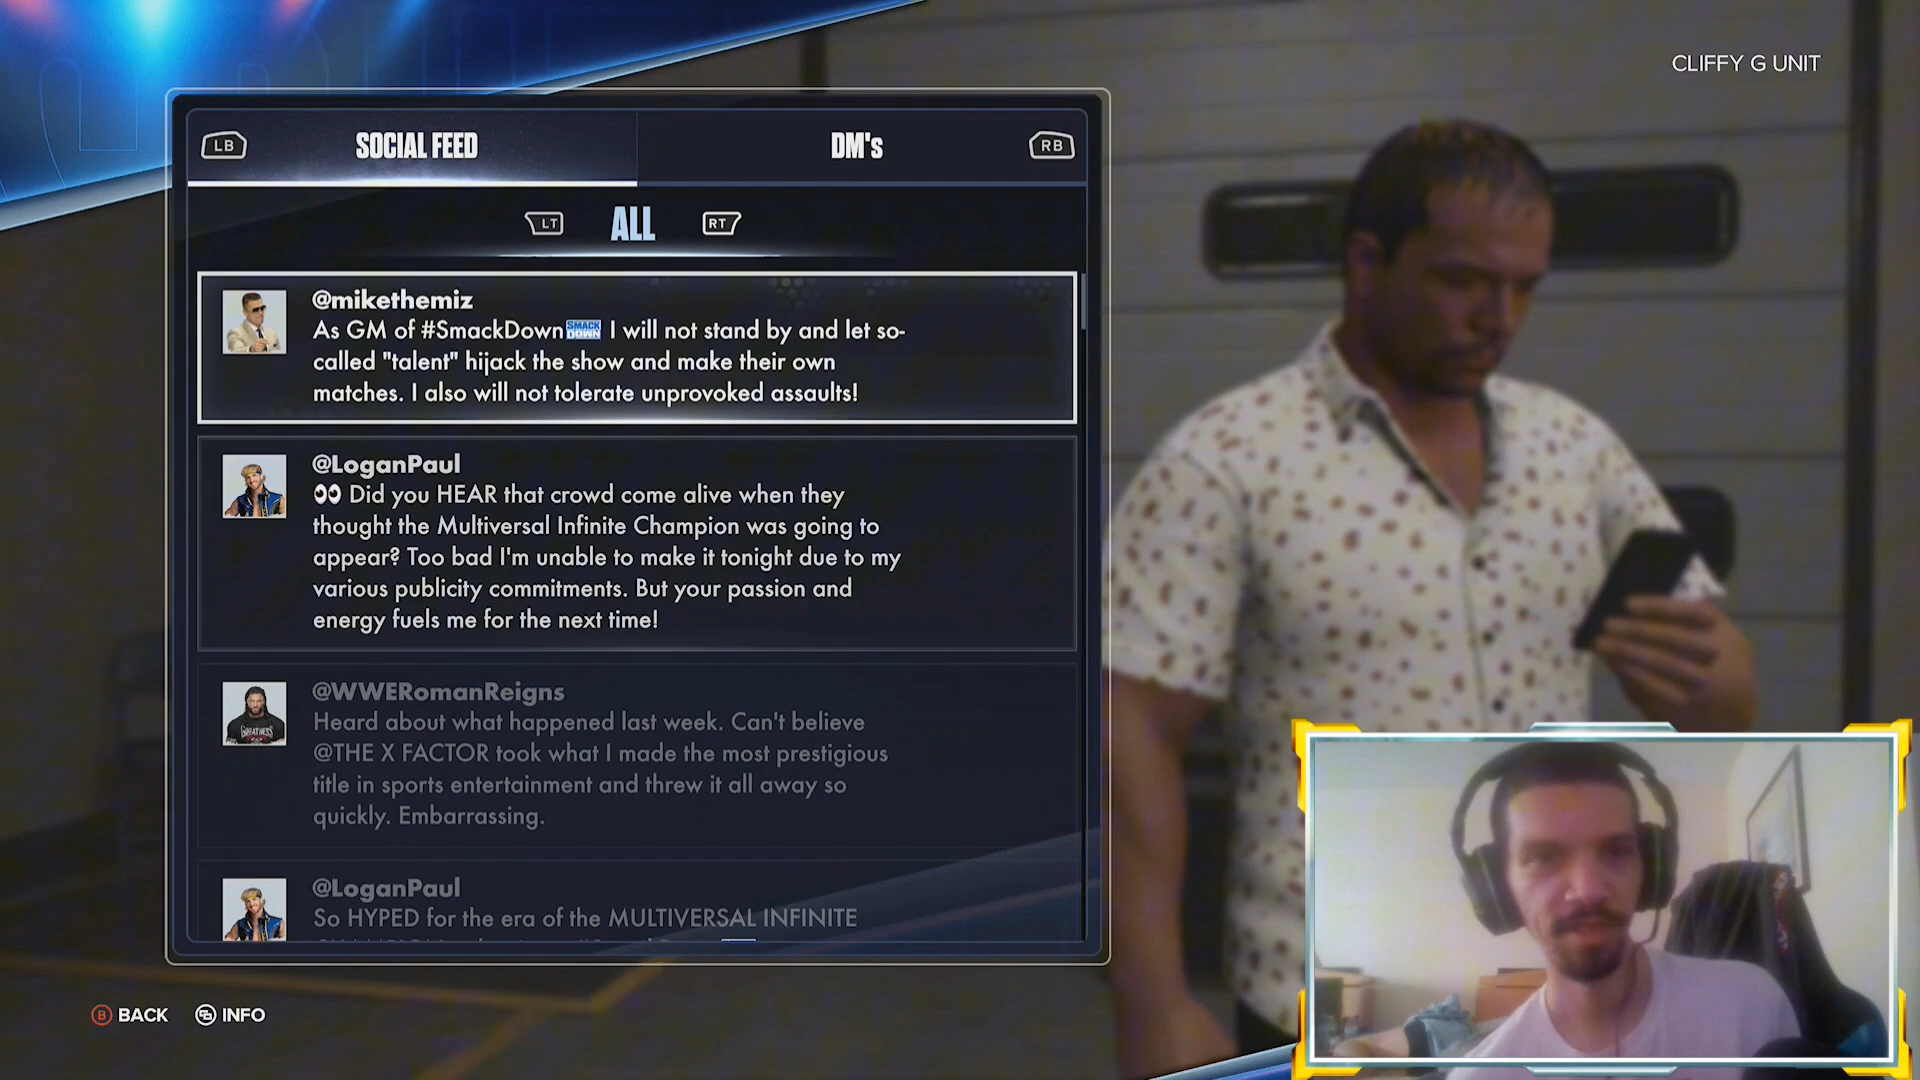 CLIFFY G UNIT
LB SOCIAL FEED DM's RB
LT ALL RT
@mikethemiz
As GM of #SmackDown SMACK DOWN I will not stand by and let so-
called "talent" hijack the show and make their own
matches. I also will not tolerate unprovoked assaults!
@LoganPaul
👀 Did you HEAR that crowd come alive when they
thought the Multiversal Infinite Champion was going to
appear? Too bad I'm unable to make it tonight due to my
various publicity commitments. But your passion and
energy fuels me for the next time!
@WWERomanReigns
Heard about what happened last week. Can't believe
@THE X FACTOR took what I made the most prestigious
title in sports entertainment and threw it all away so
quickly. Embarrassing.
@LoganPaul
So HYPED for the era of the MULTIVERSAL INFINITE
B BACK INFO